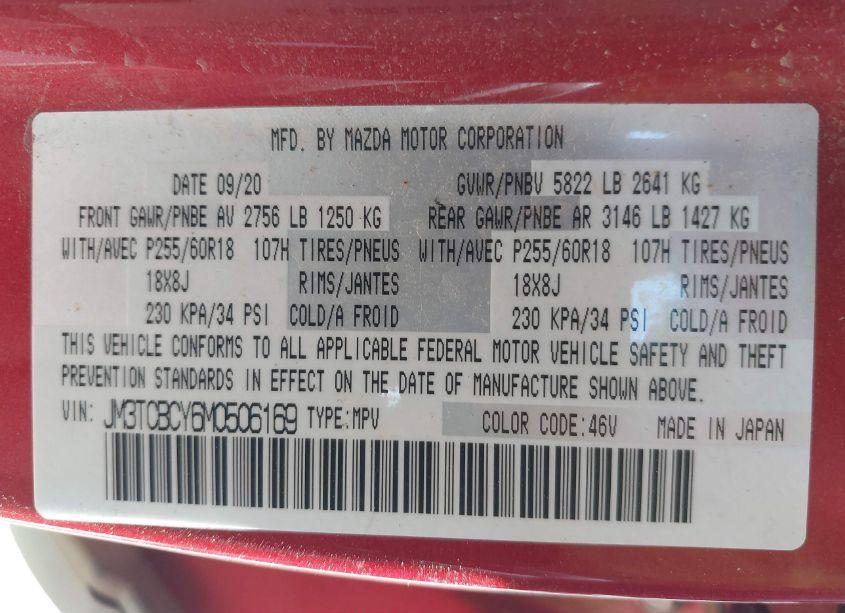 MFD. BY MAZDA MOTOR CORPORATION
DATE 09/20 GVWR/PNBV 5822 LB 2641 KG
FRONT GAWR/PNBE AV 2756 LB 1250 KG REAR GAWR/PNBE AR 3146 LB 1427 KG
WITH/AVEC P255/60R18 107H TIRES/PNEUS WITH/AVEC P255/60R18 107H TIRES/PNEUS
18X8J RIMS/JANTES 18X8J RIMS/JANTES
230 KPA/34 PSI COLD/A FROID 230 KPA/34 PSI COLD/A FROID
THIS VEHICLE CONFORMS TO ALL APPLICABLE FEDERAL MOTOR VEHICLE SAFETY AND THEFT
PREVENTION STANDARDS IN EFFECT ON THE DATE OF MANUFACTURE SHOWN ABOVE.
VIN: JM3TCBCY6M0506169 TYPE:MPV COLOR CODE:46V MADE IN JAPAN